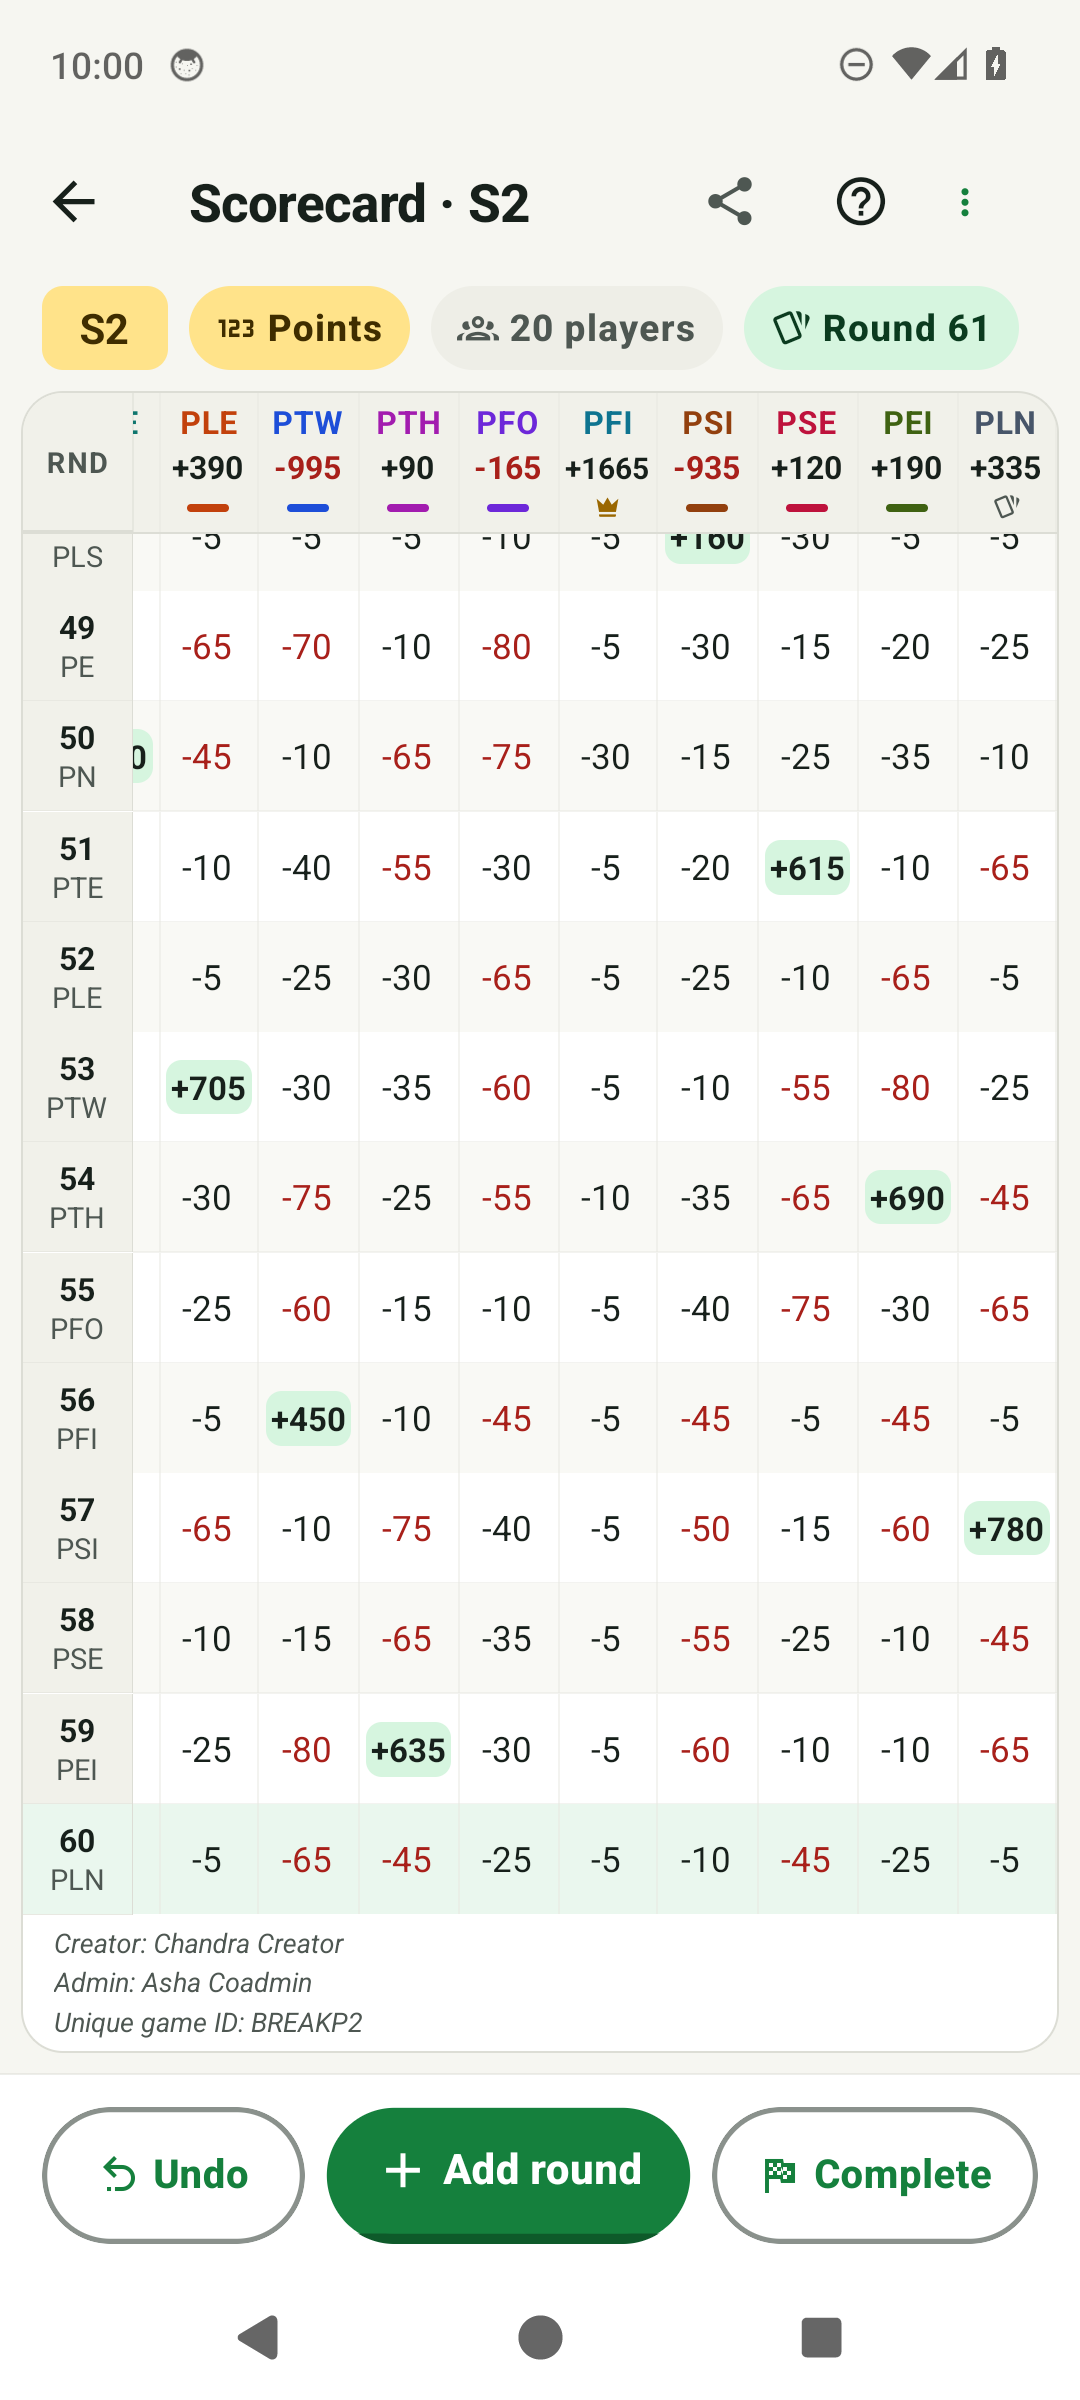 10:00
Scorecard · S2
S2 123 Points 20 players Round 61
RND PLE PTW PTH PFO PFI PSI PSE PEI PLN
+390 -995 +90 -165 +1665 -935 +120 +190 +335
PLS -5 -5 -5 -10 -5 +160 -30 -5 -5
49 PE -65 -70 -10 -80 -5 -30 -15 -20 -25
50 PN -45 -10 -65 -75 -30 -15 -25 -35 -10
51 PTE -10 -40 -55 -30 -5 -20 +615 -10 -65
52 PLE -5 -25 -30 -65 -5 -25 -10 -65 -5
53 PTW +705 -30 -35 -60 -5 -10 -55 -80 -25
54 PTH -30 -75 -25 -55 -10 -35 -65 +690 -45
55 PFO -25 -60 -15 -10 -5 -40 -75 -30 -65
56 PFI -5 +450 -10 -45 -5 -45 -5 -45 -5
57 PSI -65 -10 -75 -40 -5 -50 -15 -60 +780
58 PSE -10 -15 -65 -35 -5 -55 -25 -10 -45
59 PEI -25 -80 +635 -30 -5 -60 -10 -10 -65
60 PLN -5 -65 -45 -25 -5 -10 -45 -25 -5
Creator: Chandra Creator
Admin: Asha Coadmin
Unique game ID: BREAKP2
Undo + Add round Complete